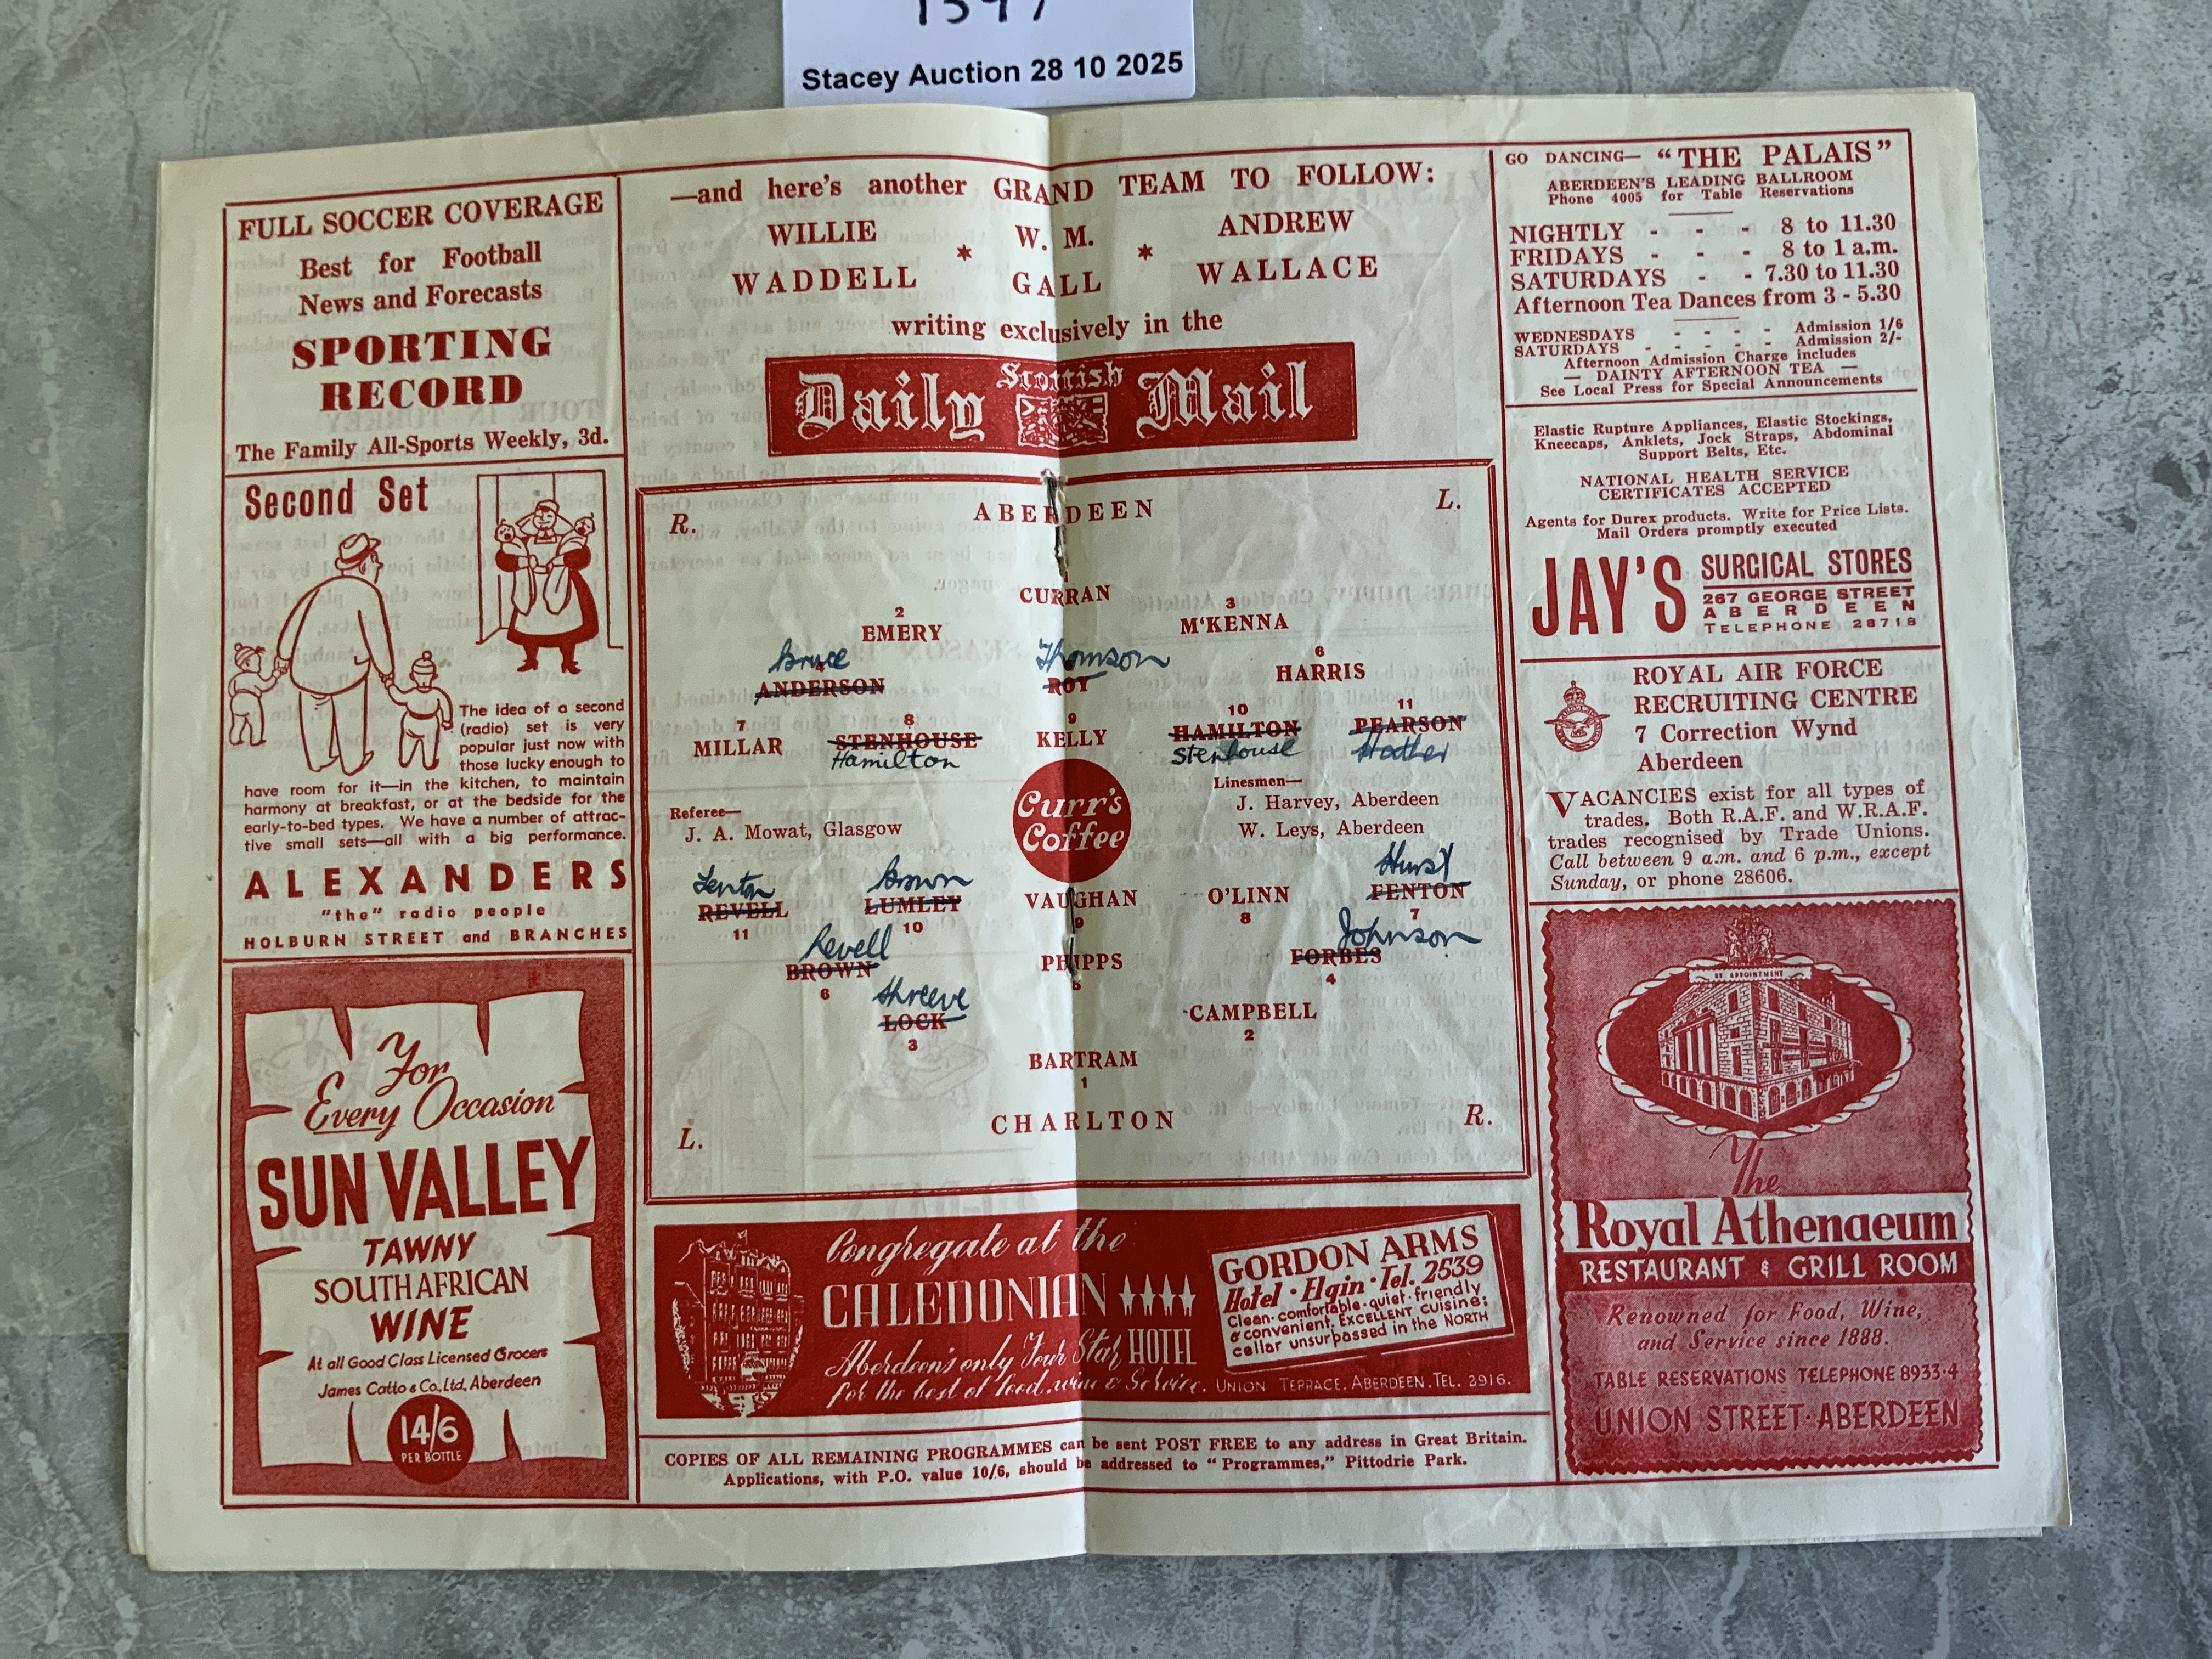 Stacey Auction 28 10 2025
FULL SOCCER COVERAGE
Best for Football
News and Forecasts
SPORTING
RECORD
The Family All-Sports Weekly, 3d.
Second Set
The idea of a second
(radio) set is very
popular just now with
those lucky enough to
have room for it—in the kitchen, to maintain
harmony at breakfast, or at the bedside for the
early-to-bed types. We have a number of attrac-
tive small sets—all with a big performance.
ALEXANDERS
"the" radio people
HOLBURN STREET and BRANCHES
For
Every Occasion
SUN VALLEY
TAWNY
SOUTH AFRICAN
WINE
At all Good Class Licensed Grocers
James Catto & Co., Ltd, Aberdeen
14/6
PER BOTTLE
—and here's another GRAND TEAM TO FOLLOW:
WILLIE W. M. ANDREW
* *
WADDELL GALL WALLACE
writing exclusively in the
Daily Scottish Mail
R. ABERDEEN L.
1
CURRAN
2 3
EMERY M'KENNA
Bruce Thomson
4 6
ANDERSON ROY HARRIS
7 8 9 10 11
MILLAR STENHOUSE KELLY HAMILTON PEARSON
Hamilton Stenhouse Hather
Referee— Linesmen—
J. A. Mowat, Glasgow J. Harvey, Aberdeen
W. Leys, Aberdeen
Curr's
Coffee
Fenton Brown Hurst
REVELL LUMLEY VAUGHAN O'LINN FENTON
11 10 9 8 7
Revell Johnson
BROWN PHIPPS FORBES
6 5 4
Shreeve
LOCK CAMPBELL
3 2
BARTRAM
1
L. CHARLTON R.
Congregate at the
CALEDONIAN
Aberdeen's only Four Star HOTEL
for the best of food, wine & Service.
UNION TERRACE, ABERDEEN. TEL. 2916.
GORDON ARMS
Hotel · Elgin · Tel. 2539
Clean · comfortable · quiet · friendly
& convenient. EXCELLENT cuisine;
cellar unsurpassed in the NORTH
COPIES OF ALL REMAINING PROGRAMMES can be sent POST FREE to any address in Great Britain.
Applications, with P.O. value 10/6, should be addressed to "Programmes," Pittodrie Park.
GO DANCING— "THE PALAIS"
ABERDEEN'S LEADING BALLROOM
Phone 4005 for Table Reservations
NIGHTLY - - - 8 to 11.30
FRIDAYS - - - 8 to 1 a.m.
SATURDAYS - - 7.30 to 11.30
Afternoon Tea Dances from 3 - 5.30
WEDNESDAYS - - - - Admission 1/6
SATURDAYS - - - - - Admission 2/-
Afternoon Admission Charge includes
— DAINTY AFTERNOON TEA —
See Local Press for Special Announcements
Elastic Rupture Appliances, Elastic Stockings,
Kneecaps, Anklets, Jock Straps, Abdominal
Support Belts, Etc.
NATIONAL HEALTH SERVICE
CERTIFICATES ACCEPTED
Agents for Durex products. Write for Price Lists.
Mail Orders promptly executed
JAY'S SURGICAL STORES
267 GEORGE STREET
ABERDEEN
TELEPHONE 28718
ROYAL AIR FORCE
RECRUITING CENTRE
7 Correction Wynd
Aberdeen
VACANCIES exist for all types of
trades. Both R.A.F. and W.R.A.F.
trades recognised by Trade Unions.
Call between 9 a.m. and 6 p.m., except
Sunday, or phone 28606.
BY APPOINTMENT
The
Royal Athenaeum
RESTAURANT & GRILL ROOM
Renowned for Food, Wine,
and Service since 1888.
TABLE RESERVATIONS TELEPHONE 8933·4
UNION STREET · ABERDEEN